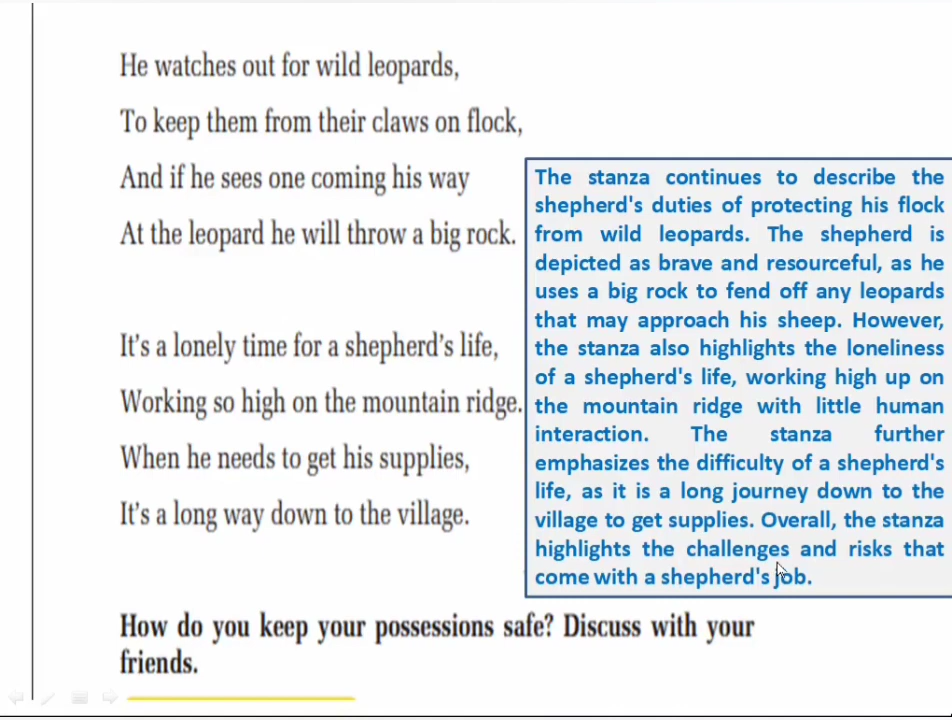 He watches out for wild leopards,
To keep them from their claws on flock,
And if he sees one coming his way
At the leopard he will throw a big rock.
It's a lonely time for a shepherd's life,
Working so high on the mountain ridge.
When he needs to get his supplies,
It's a long way down to the village.
The stanza continues to describe the
shepherd's duties of protecting his flock
from wild leopards. The shepherd is
depicted as brave and resourceful, as he
uses a big rock to fend off any leopards
that may approach his sheep. However,
the stanza also highlights the loneliness
of a shepherd's life, working high up on
the mountain ridge with little human
interaction. The stanza further
emphasizes the difficulty of a shepherd's
life, as it is a long journey down to the
village to get supplies. Overall, the stanza
highlights the challenges and risks that
come with a shepherd's job.
How do you keep your possessions safe? Discuss with your
friends.